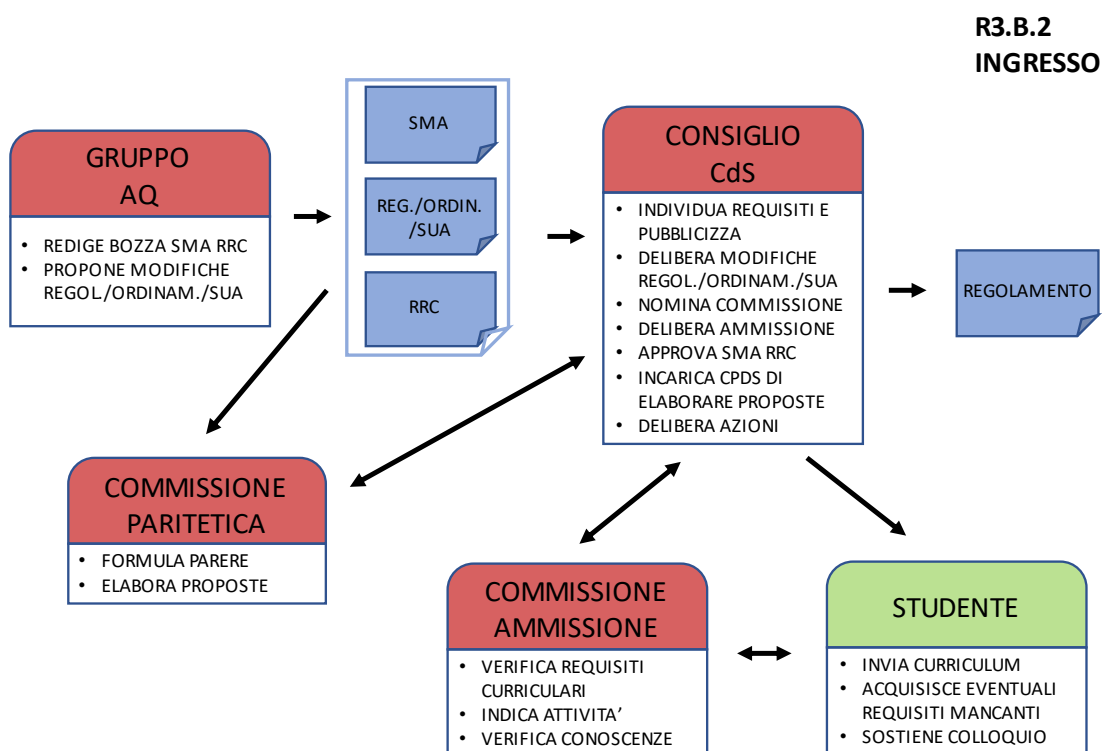 R3.B.2
INGRESSO
GRUPPO
AQ
• REDIGE BOZZA SMA RRC
• PROPONE MODIFICHE
REGOL./ORDINAM./SUA
SMA
REG./ORDIN.
/SUA
RRC
CONSIGLIO
CdS
• INDIVIDUA REQUISITI E
PUBBLICIZZA
• DELIBERA MODIFICHE
REGOL./ORDINAM./SUA
• NOMINA COMMISSIONE
• DELIBERA AMMISSIONE
• APPROVA SMA RRC
• INCARICA CPDS DI
ELABORARE PROPOSTE
• DELIBERA AZIONI
REGOLAMENTO
COMMISSIONE
PARITETICA
• FORMULA PARERE
• ELABORA PROPOSTE
COMMISSIONE
AMMISSIONE
• VERIFICA REQUISITI
CURRICULARI
• INDICA ATTIVITA’
• VERIFICA CONOSCENZE
STUDENTE
• INVIA CURRICULUM
• ACQUISISCE EVENTUALI
REQUISITI MANCANTI
• SOSTIENE COLLOQUIO